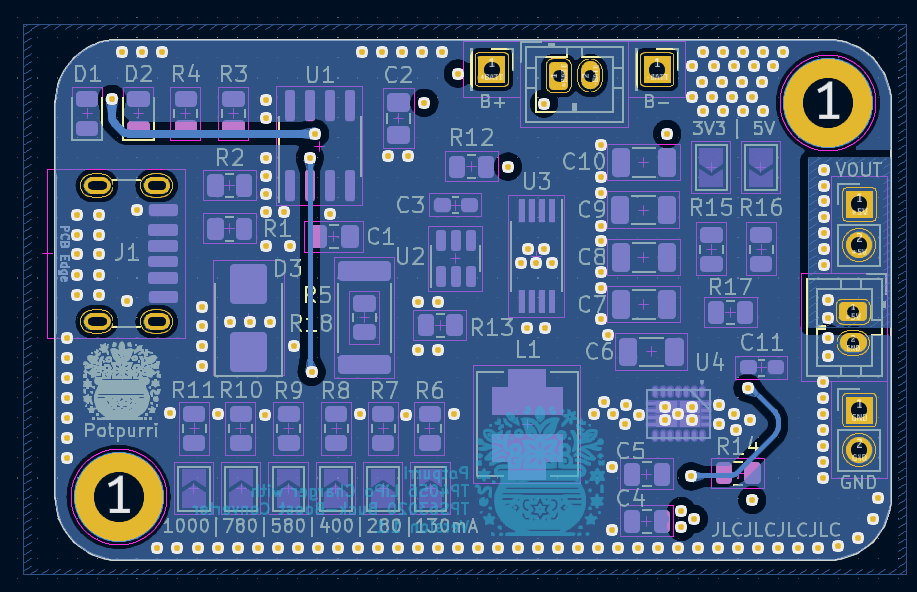 D1 D2 R4 R3 U1 C2
B+ B-
3V3 | 5V
1
R12 C10
R2 U3 VOUT
C3 C9 R15 R16
R1 C1
PCB Edge
J1 U2 C8
D3
R5 C7 R17
R18 R13
L1 C6 C11
U4
R11 R10 R9 R8 R7 R6
Potpurri
C5 R14
GND
1
C4
1000|780|580 |400 |280 |130mA
JLCJLCJLCJLC
Potpurri